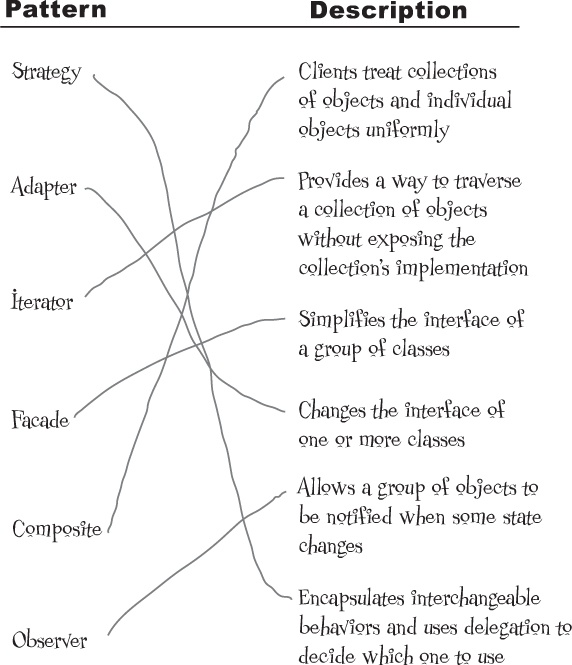 Pattern
Description
Strategy
Clients treat collections
of objects and individual
objects uniformly
Adapter
Provides a way to traverse
a collection of objects
without exposing the
collection's implementation
Iterator
Simplifies the interface of
a group of classes
Facade
Changes the interface of
one or more classes
Composite
Allows a group of objects to
be notified when some state
changes
Observer
Encapsulates interchangeable
behaviors and uses delegation to
decide which one to use